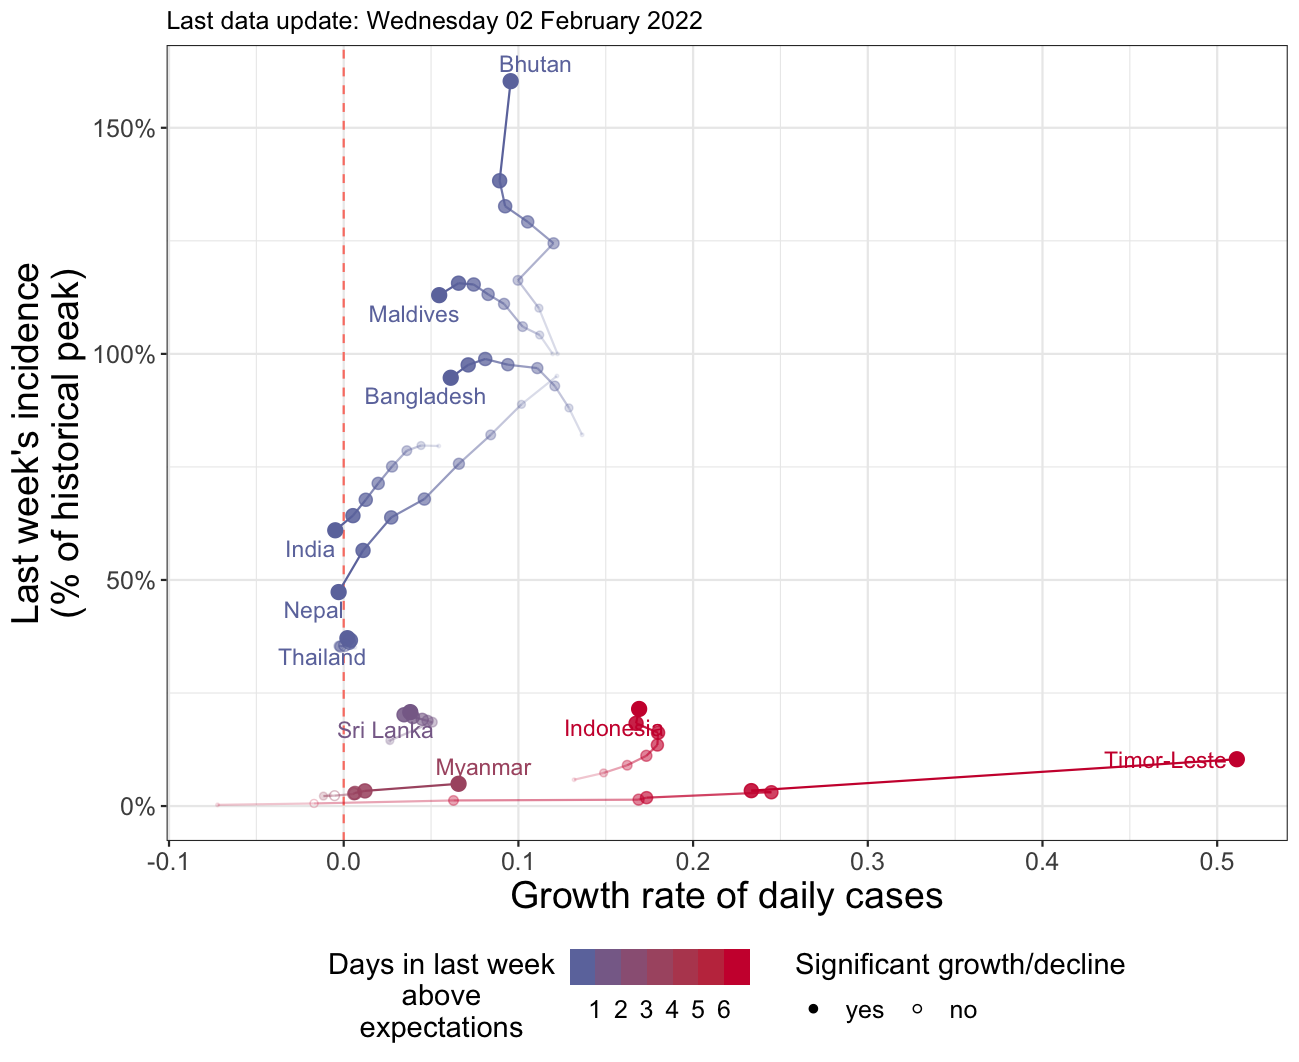 Last data update: Wednesday 02 February 2022
Last week's incidence
(% of historical peak)
150%
100%
50%
0%
Bhutan
Maldives
Bangladesh
India
Nepal
Thailand
Sri Lanka
Indonesia
Myanmar
Timor-Leste
-0.1 0.0 0.1 0.2 0.3 0.4 0.5
Growth rate of daily cases
Days in last week
above
expectations
1 2 3 4 5 6
Significant growth/decline
yes no